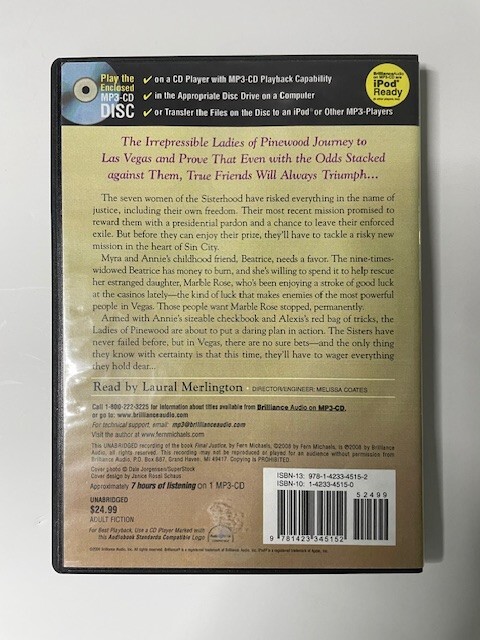 Play the
Enclosed
MP3-CD
DISC
✓ on a CD Player with MP3-CD Playback Capability
✓ in the Appropriate Disc Drive on a Computer
✓ or Transfer the Files on the Disc to an iPod® or Other MP3-Players
BrillianceAudio
on MP3-CD are
iPod®
Ready
The Irrepressible Ladies of Pinewood Journey to
Las Vegas and Prove That Even with the Odds Stacked
against Them, True Friends Will Always Triumph...
The seven women of the Sisterhood have risked everything in the name of
justice, including their own freedom. Their most recent mission promised to
reward them with a presidential pardon and a chance to leave their enforced
exile. But before they can enjoy their prize, they'll have to tackle a risky new
mission in the heart of Sin City.
Myra and Annie's childhood friend, Beatrice, needs a favor. The nine-times-
widowed Beatrice has money to burn, and she's willing to spend it to help rescue
her estranged daughter, Marble Rose, who's been enjoying a stroke of good luck
at the casinos lately—the kind of luck that makes enemies of the most powerful
people in Vegas. Those people want Marble Rose stopped, permanently.
Armed with Annie's sizeable checkbook and Alexis's red bag of tricks, the
Ladies of Pinewood are about to put a daring plan in action. The Sisters have
never failed before, but in Vegas, there are no sure bets—and the only thing
they know with certainty is that this time, they'll have to wager everything
they hold dear...
Read by Laural Merlington • DIRECTOR/ENGINEER: MELISSA COATES
Call 1-800-222-3225 for information about titles available from Brilliance Audio on MP3-CD,
or go to: www.brillianceaudio.com
For technical support, email: mp3@brillianceaudio.com
Visit the author at www.fernmichaels.com
This UNABRIDGED recording of the book Final Justice, by Fern Michaels, ©2008 by Fern Michaels, is ℗2008 by Brilliance
Audio, All rights reserved. This recording may not be reproduced or played for an audience without permission from
Brilliance Audio, P.O. Box 887, Grand Haven, MI 49417. Copying is PROHIBITED.
Cover photo © Dale Jorgensen/SuperStock
Cover design by Janice Rossi Schaus
Approximately 7 hours of listening on 1 MP3-CD
UNABRIDGED
$24.99
ADULT FICTION
For Best Playback, Use a CD Player Marked with
this Audiobook Standards Compatible Logo
ISBN-13: 978-1-4233-4515-2
ISBN-10: 1-4233-4515-0
52499
9 781423 345152